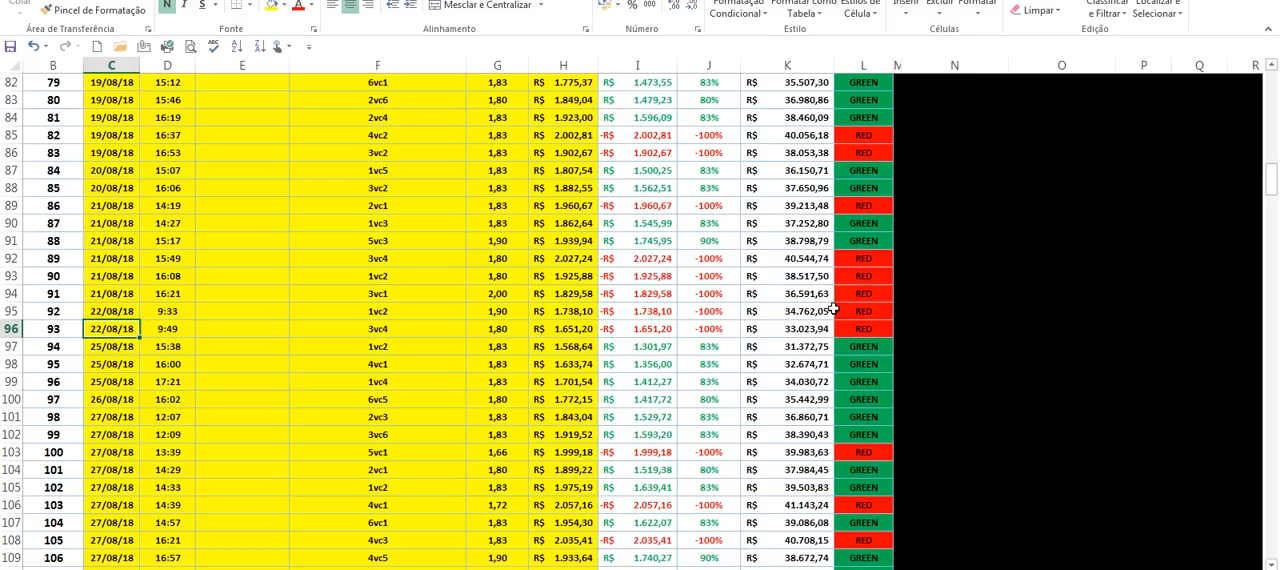 Colar Pincel de Formatação N I S A Mesclar e Centralizar % 000 Formatação Condicional Formatar como Tabela Estilos de Célula Inserir Excluir Formatar Limpar Classificar e Filtrar Localizar e Selecionar
Área de Transferência Fonte Alinhamento Número Estilo Células Edição
B C D E F G H I J K L M N O P Q R
82 79 19/08/18 15:12 6vc1 1,83 R$ 1.775,37 R$ 1.473,55 83% R$ 35.507,30 GREEN
83 80 19/08/18 15:46 2vc6 1,80 R$ 1.849,04 R$ 1.479,23 80% R$ 36.980,86 GREEN
84 81 19/08/18 16:19 2vc4 1,83 R$ 1.923,00 R$ 1.596,09 83% R$ 38.460,09 GREEN
85 82 19/08/18 16:37 4vc2 1,83 R$ 2.002,81 -R$ 2.002,81 -100% R$ 40.056,18 RED
86 83 19/08/18 16:53 3vc2 1,83 R$ 1.902,67 -R$ 1.902,67 -100% R$ 38.053,38 RED
87 84 20/08/18 15:07 1vc5 1,83 R$ 1.807,54 R$ 1.500,25 83% R$ 36.150,71 GREEN
88 85 20/08/18 16:06 3vc2 1,83 R$ 1.882,55 R$ 1.562,51 83% R$ 37.650,96 GREEN
89 86 21/08/18 14:19 2vc1 1,83 R$ 1.960,67 -R$ 1.960,67 -100% R$ 39.213,48 RED
90 87 21/08/18 14:27 1vc3 1,83 R$ 1.862,64 R$ 1.545,99 83% R$ 37.252,80 GREEN
91 88 21/08/18 15:17 5vc3 1,90 R$ 1.939,94 R$ 1.745,95 90% R$ 38.798,79 GREEN
92 89 21/08/18 15:49 3vc4 1,80 R$ 2.027,24 -R$ 2.027,24 -100% R$ 40.544,74 RED
93 90 21/08/18 16:08 1vc2 1,80 R$ 1.925,88 -R$ 1.925,88 -100% R$ 38.517,50 RED
94 91 21/08/18 16:21 3vc1 2,00 R$ 1.829,58 -R$ 1.829,58 -100% R$ 36.591,63 RED
95 92 22/08/18 9:33 1vc2 1,90 R$ 1.738,10 -R$ 1.738,10 -100% R$ 34.762,05 RED
96 93 22/08/18 9:49 3vc4 1,80 R$ 1.651,20 -R$ 1.651,20 -100% R$ 33.023,94 RED
97 94 25/08/18 15:38 1vc2 1,83 R$ 1.568,64 R$ 1.301,97 83% R$ 31.372,75 GREEN
98 95 25/08/18 16:00 4vc1 1,83 R$ 1.633,74 R$ 1.356,00 83% R$ 32.674,71 GREEN
99 96 25/08/18 17:21 1vc4 1,83 R$ 1.701,54 R$ 1.412,27 83% R$ 34.030,72 GREEN
100 97 26/08/18 16:02 6vc5 1,80 R$ 1.772,15 R$ 1.417,72 80% R$ 35.442,99 GREEN
101 98 27/08/18 12:07 2vc3 1,83 R$ 1.843,04 R$ 1.529,72 83% R$ 36.860,71 GREEN
102 99 27/08/18 12:09 3vc6 1,83 R$ 1.919,52 R$ 1.593,20 83% R$ 38.390,43 GREEN
103 100 27/08/18 13:39 5vc1 1,66 R$ 1.999,18 -R$ 1.999,18 -100% R$ 39.983,63 RED
104 101 27/08/18 14:29 2vc1 1,80 R$ 1.899,22 R$ 1.519,38 80% R$ 37.984,45 GREEN
105 102 27/08/18 14:33 1vc2 1,83 R$ 1.975,19 R$ 1.639,41 83% R$ 39.503,83 GREEN
106 103 27/08/18 14:39 4vc1 1,72 R$ 2.057,16 -R$ 2.057,16 -100% R$ 41.143,24 RED
107 104 27/08/18 14:57 6vc1 1,83 R$ 1.954,30 R$ 1.622,07 83% R$ 39.086,08 GREEN
108 105 27/08/18 16:21 4vc3 1,83 R$ 2.035,41 -R$ 2.035,41 -100% R$ 40.708,15 RED
109 106 27/08/18 16:57 4vc5 1,90 R$ 1.933,64 R$ 1.740,27 90% R$ 38.672,74 GREEN